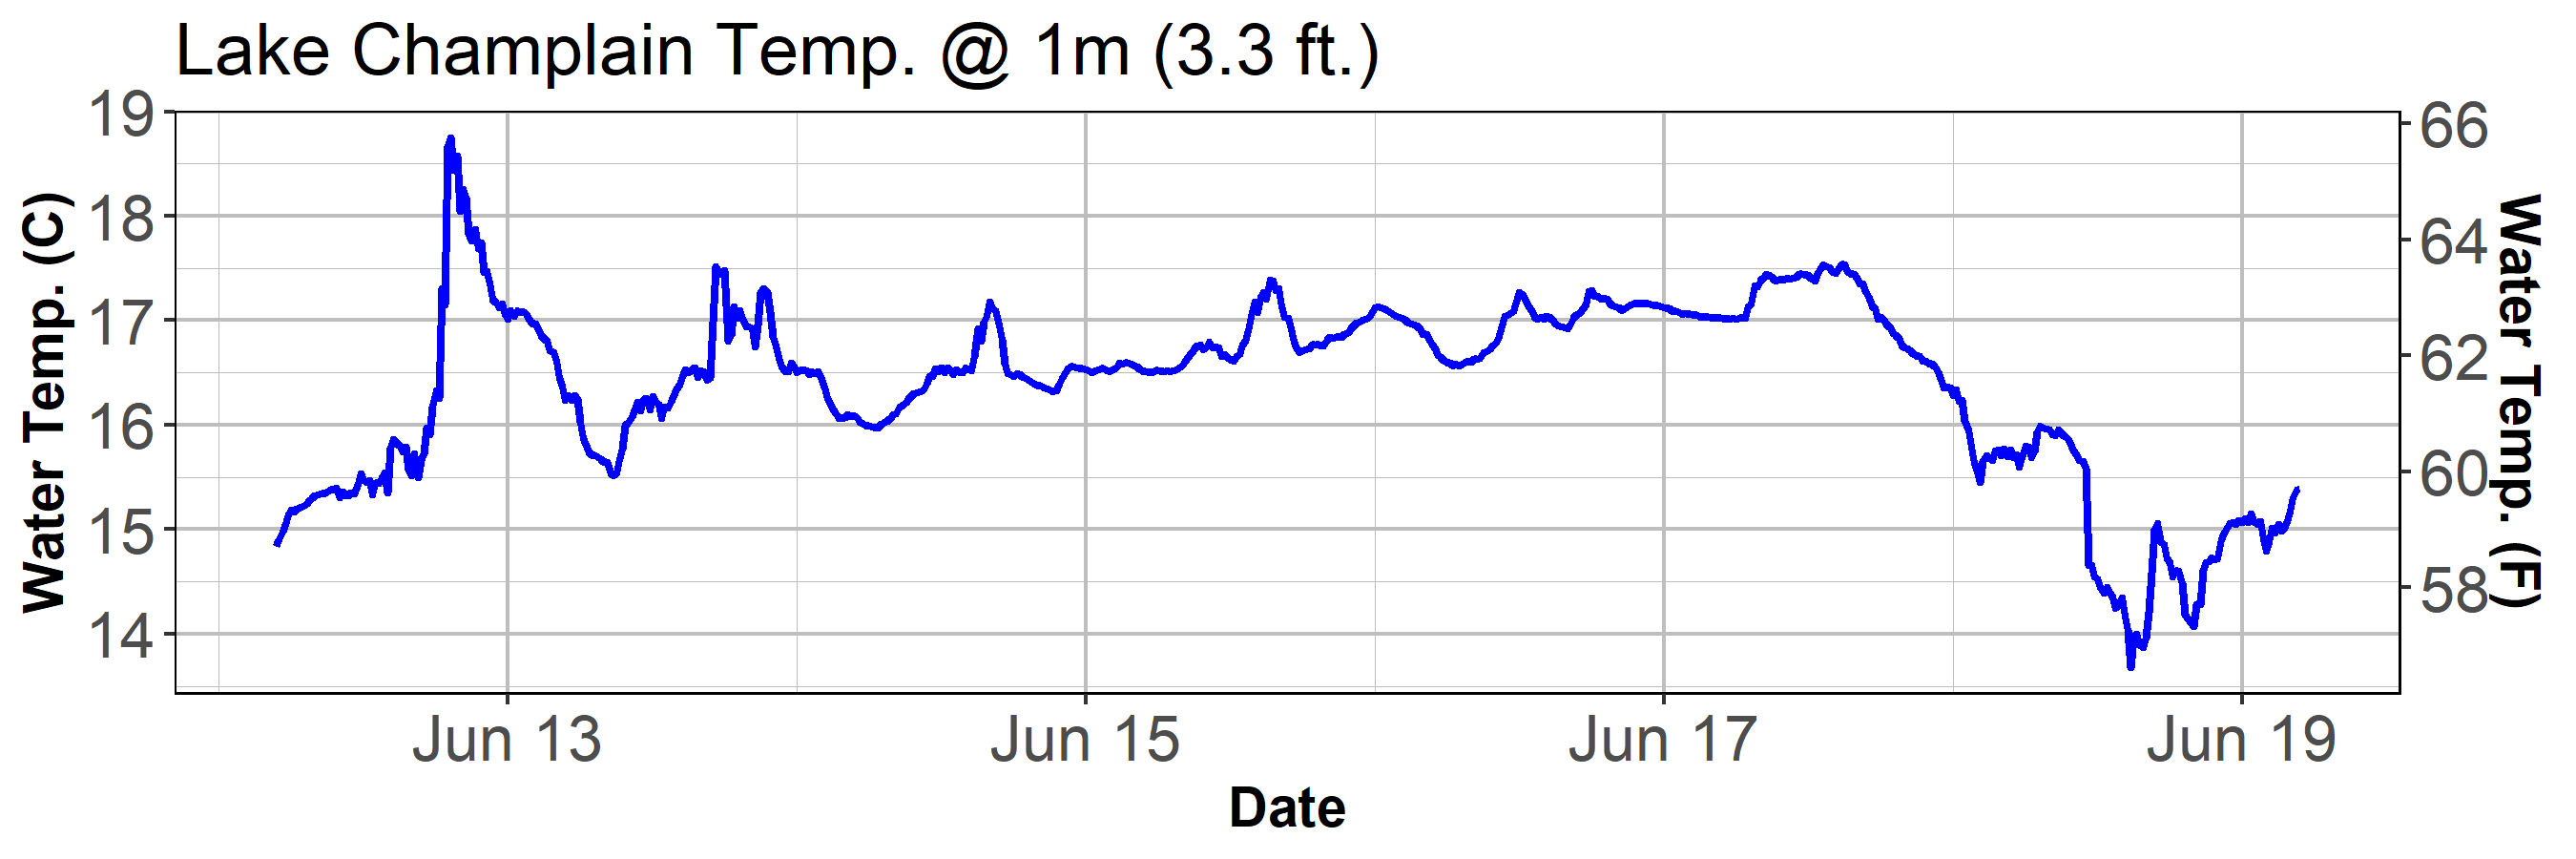 Lake Champlain Temp. @ 1m (3.3 ft.)
19
18
17
16
15
14
Water Temp. (C)
66
64
62
60
58
Water Temp. (F)
Jun 13
Jun 15
Jun 17
Jun 19
Date